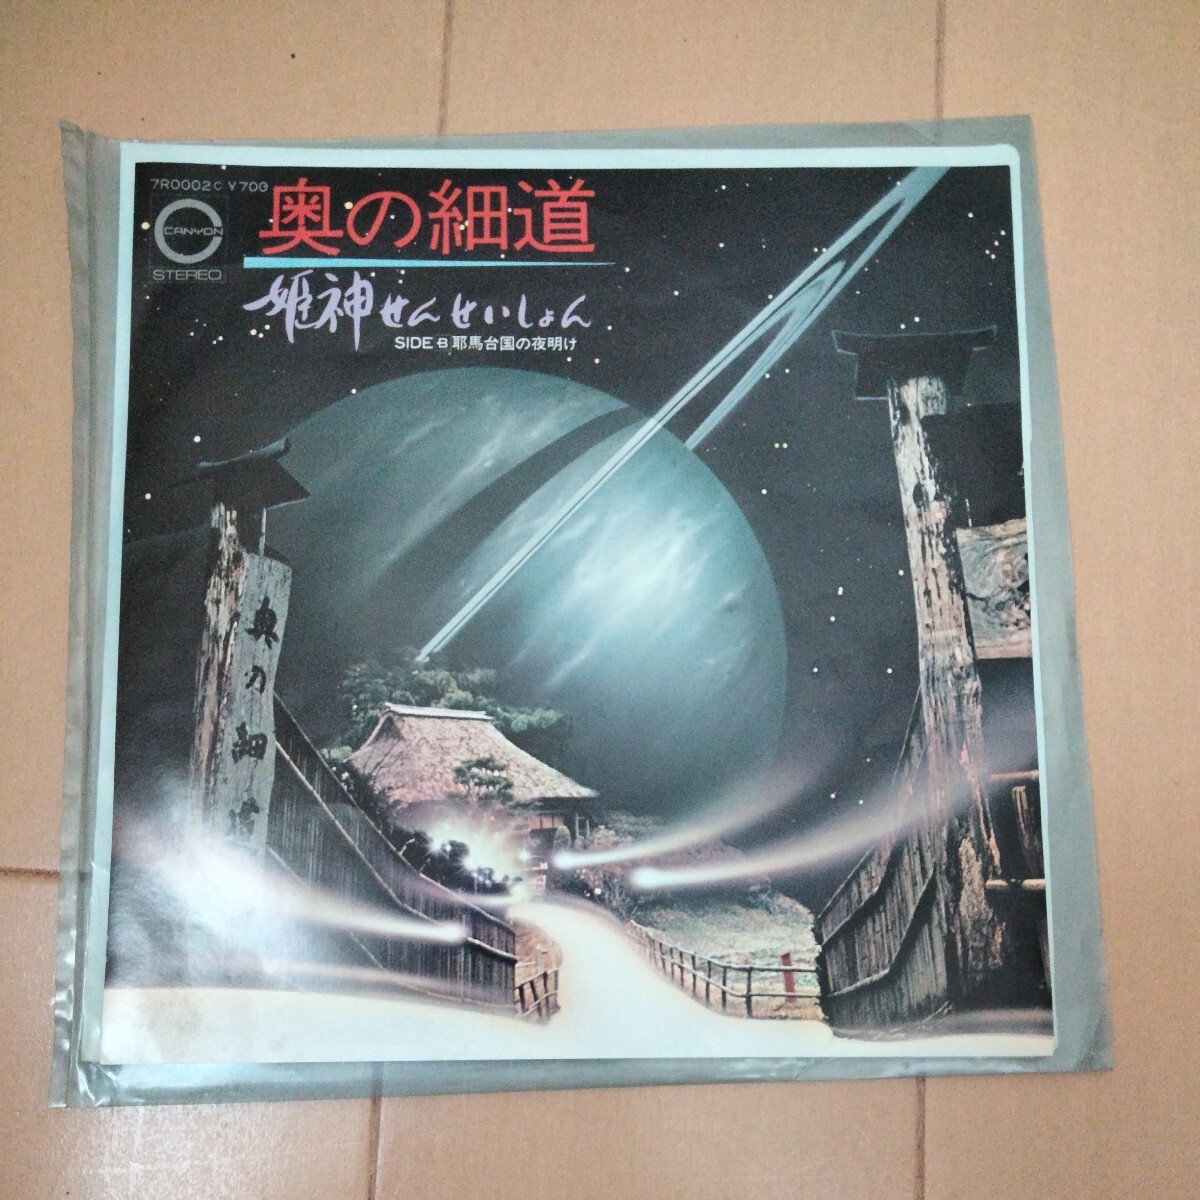 7R0002 C ¥700
CANYON
STEREO
奥の細道
姫神せんせいしょん
SIDE B 耶馬台国の夜明け
奥の細道